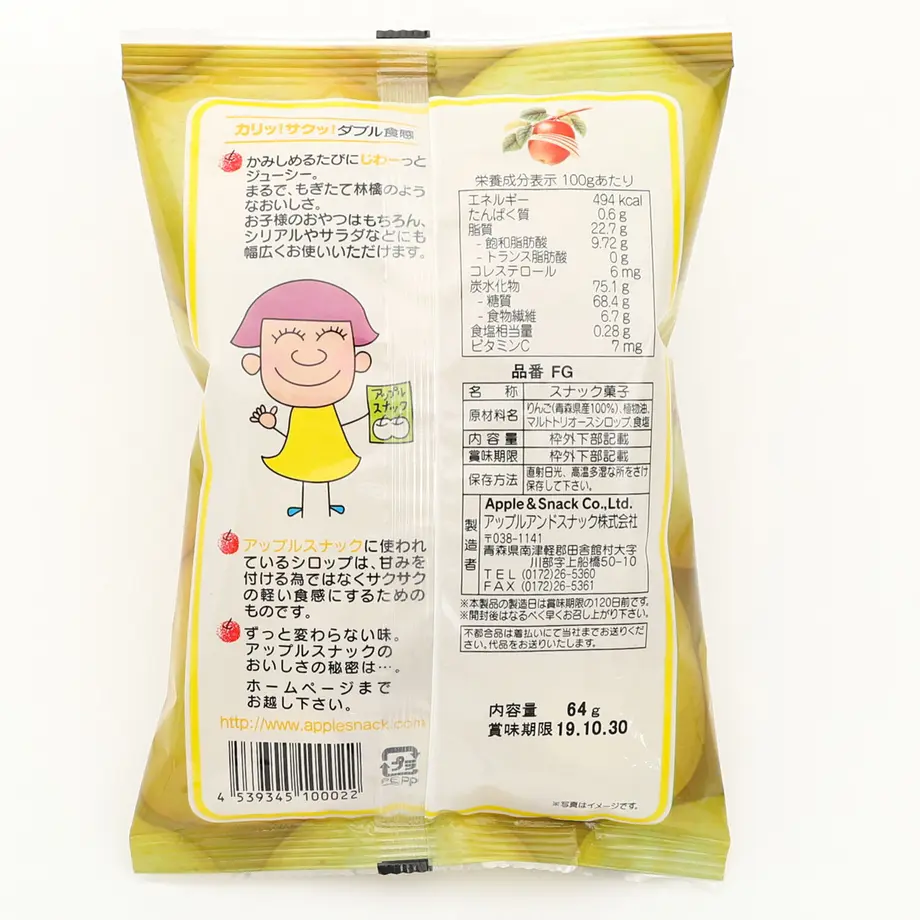 カリッ!サクッ!ダブル食感
かみしめるたびにじわーっと
ジューシー。
まるで、もぎたて林檎のよう
なおいしさ。
お子様のおやつはもちろん、
シリアルやサラダなどにも
幅広くお使いいただけます。
アップル
スナック
アップルスナックに使われ
ているシロップは、甘みを
付ける為ではなくサクサク
の軽い食感にするための
ものです。
ずっと変わらない味。
アップルスナックの
おいしさの秘密は…。
ホームページまで
お越し下さい。
http://www.applesnack.com
4 539345 100022
PE,PP
栄養成分表示 100gあたり
エネルギー 494 kcal
たんぱく質 0.6 g
脂質 22.7 g
- 飽和脂肪酸 9.72 g
- トランス脂肪酸 0 g
コレステロール 6 mg
炭水化物 75.1 g
- 糖質 68.4 g
- 食物繊維 6.7 g
食塩相当量 0.28 g
ビタミンC 7 mg
品番 FG
名称 スナック菓子
原材料名 りんご(青森県産100%)、植物油、
マルトトリオースシロップ、食塩
内容量 枠外下部記載
賞味期限 枠外下部記載
保存方法 直射日光、高温多湿な所をさけ
保存して下さい。
製造者 Apple & Snack Co.,Ltd.
アップルアンドスナック株式会社
〒038-1141
青森県南津軽郡田舎館村大字
川部字上船橋50-10
TEL (0172)26-5360
FAX (0172)26-5361
※本製品の製造日は賞味期限の120日前です。
※開封後はなるべく早くお召し上がり下さい。
不都合品は着払いにて当社までお送りくだ
さい。代品をお送りいたします。
内容量 64g
賞味期限 19.10.30
※写真はイメージです。